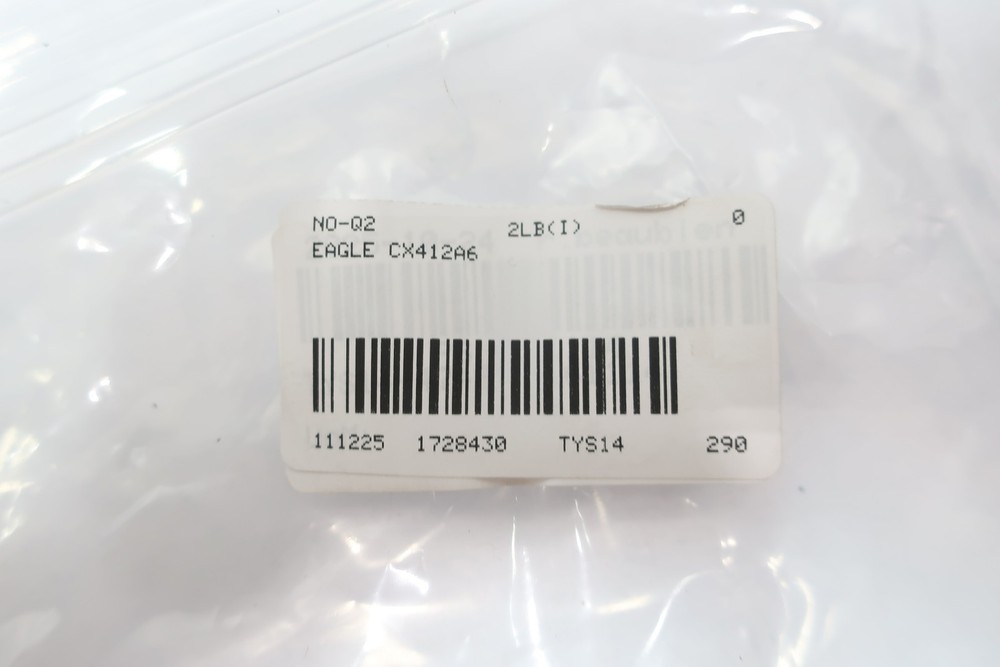 NO-Q2 2LB(I) 0
EAGLE CX412A6
111225 1728430 TYS14 290